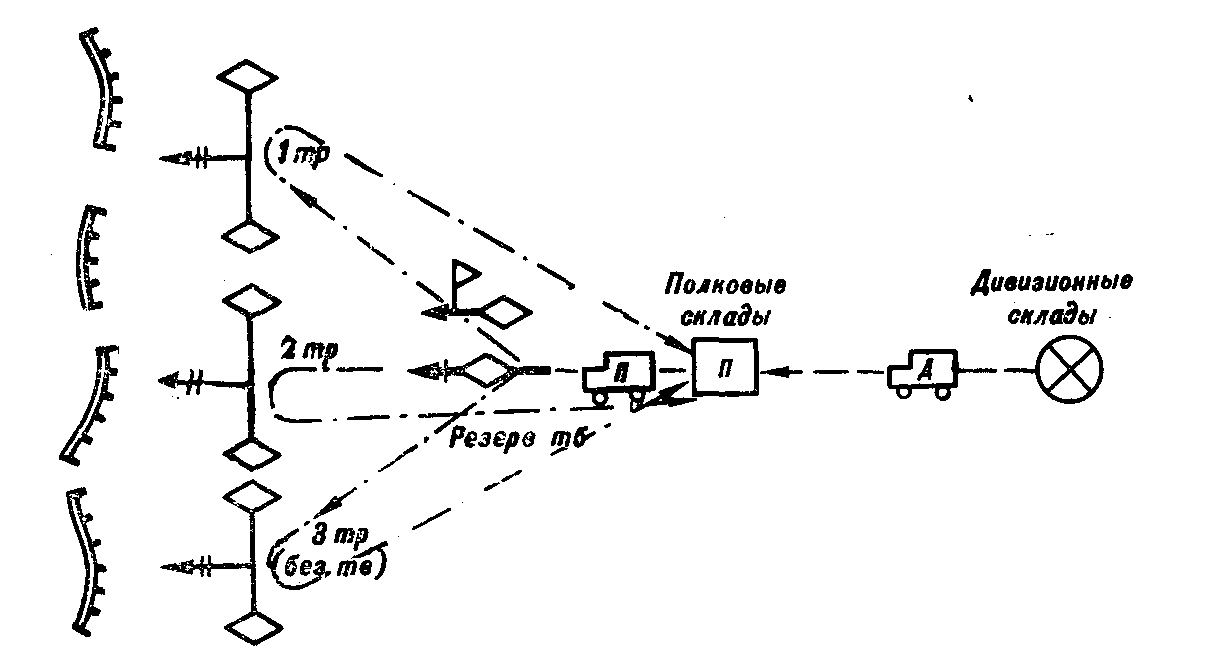 1 тр
Полковые
склады
Дивизионные
склады
2 тр
П
П
Д
Резерв тб
3 тр
(без. тв)